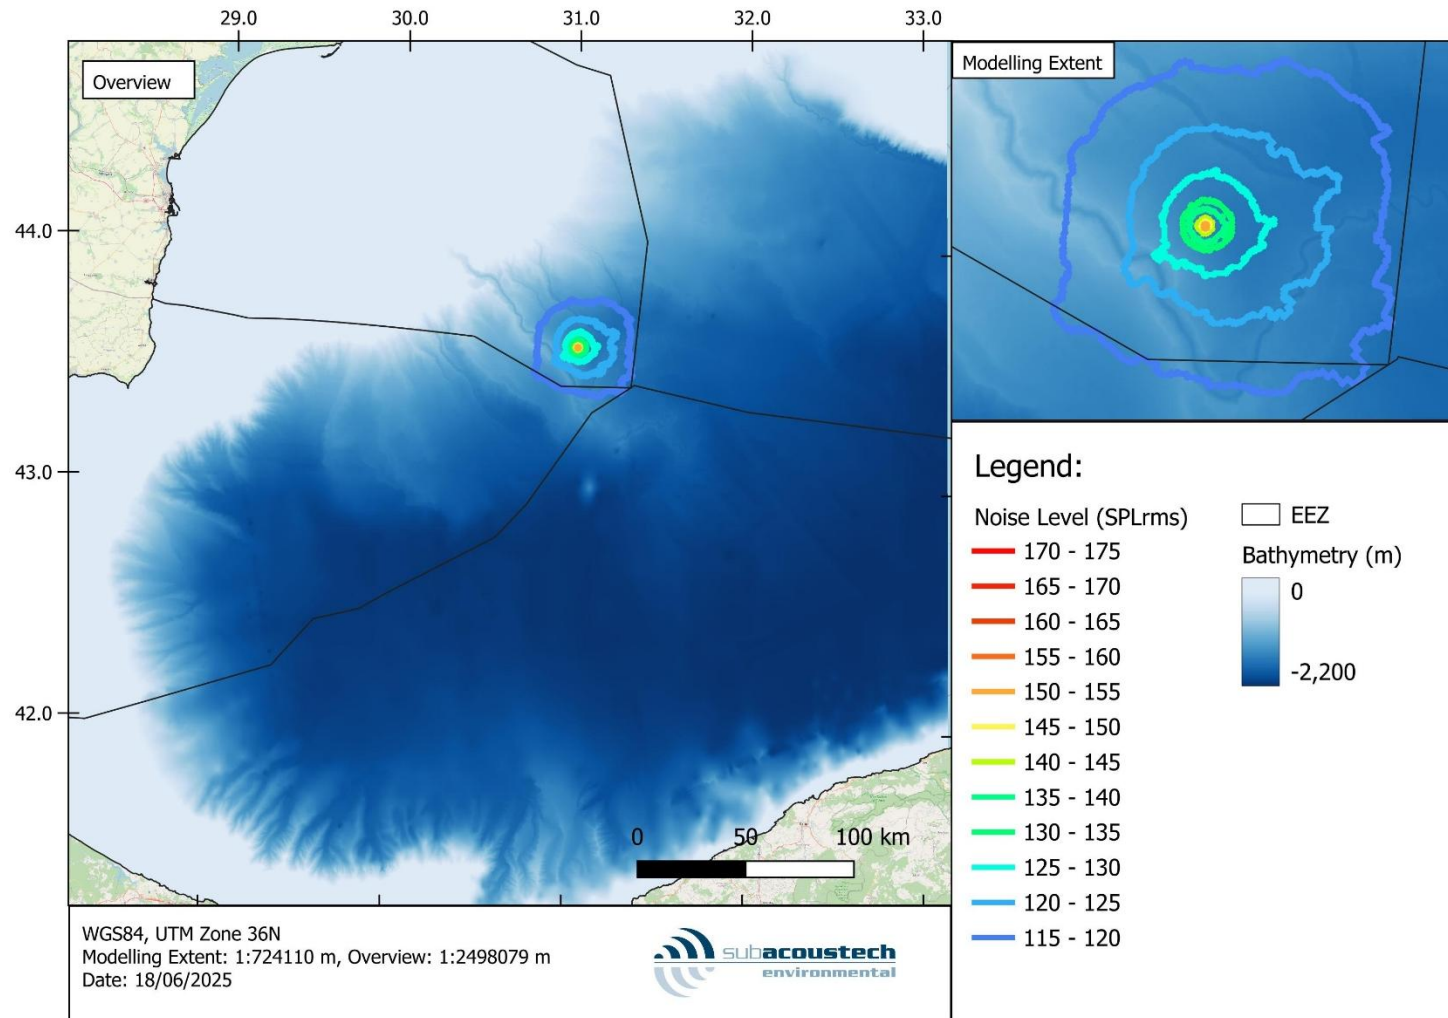 29.0 30.0 31.0 32.0 33.0
Overview
Modelling Extent
44.0
43.0
42.0
0 50 100 km
Legend:
Noise Level (SPLrms)
170 - 175
165 - 170
160 - 165
155 - 160
150 - 155
145 - 150
140 - 145
135 - 140
130 - 135
125 - 130
120 - 125
115 - 120
EEZ
Bathymetry (m)
0
-2,200
WGS84, UTM Zone 36N
Modelling Extent: 1:724110 m, Overview: 1:2498079 m
Date: 18/06/2025
subacoustech
environmental